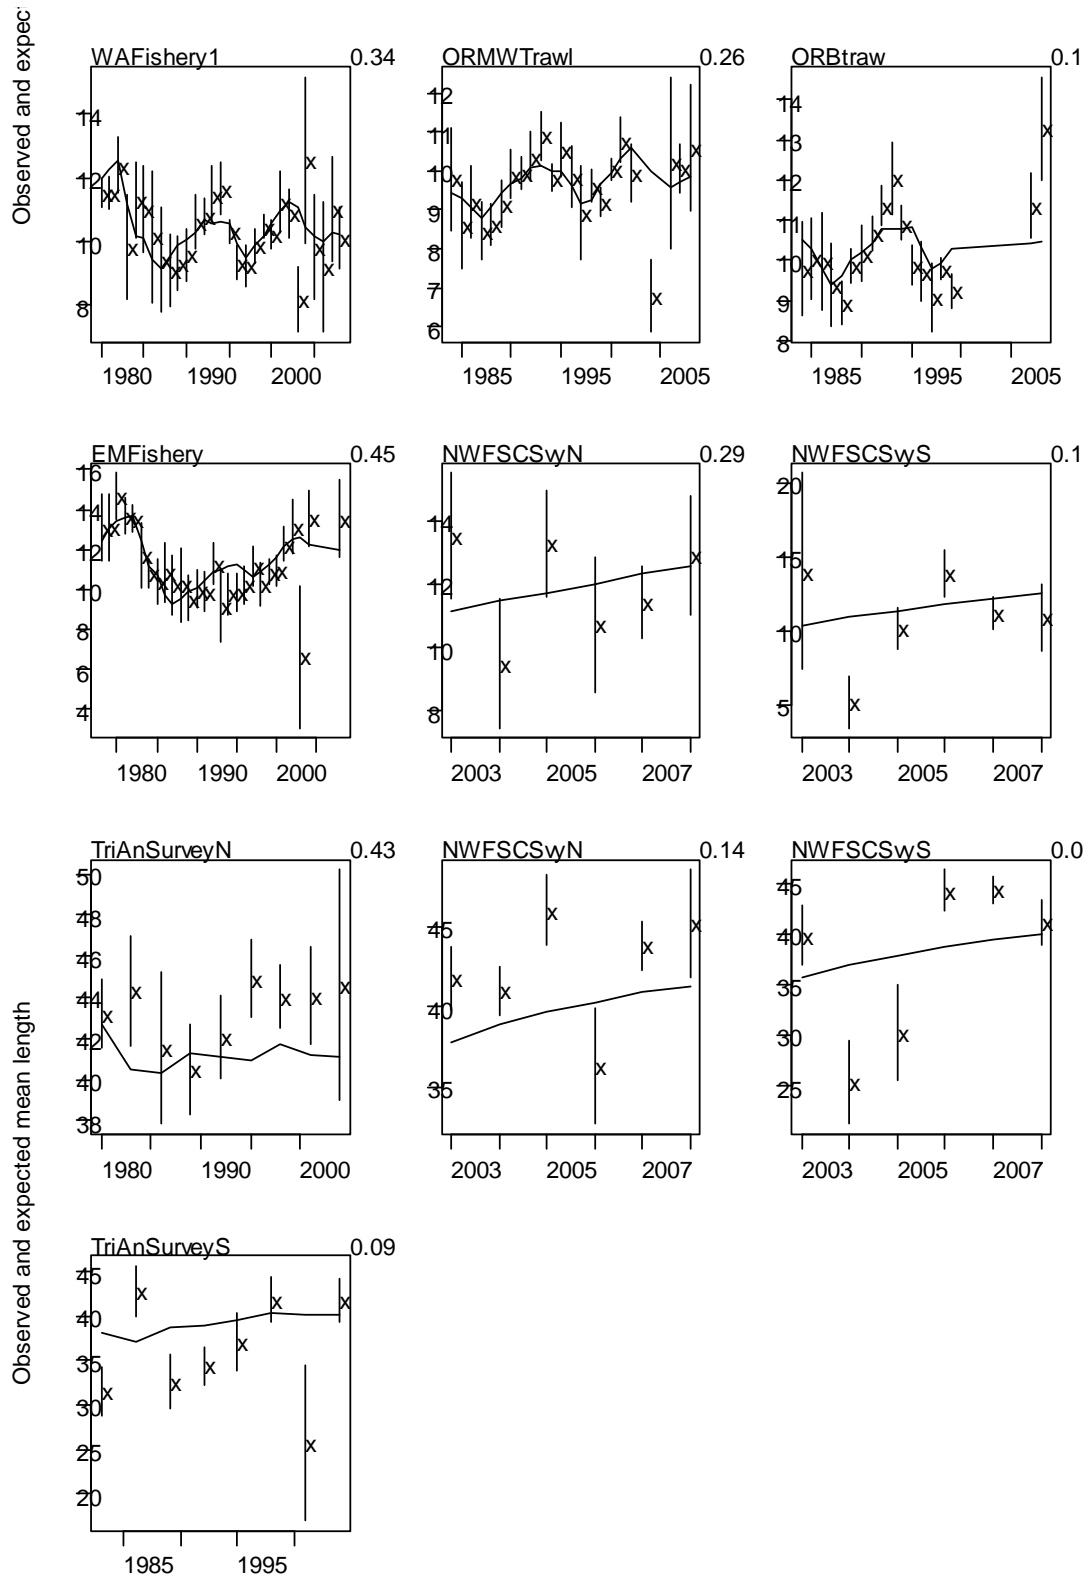 Observed and expec
WAFishery1 0.34
14
12
10
8
1980 1990 2000
ORMWTrawl 0.26
12
11
10
9
8
7
6
1985 1995 2005
ORBtraw 0.1
14
13
12
11
10
9
8
1985 1995 2005
EMFishery 0.45
16
14
12
10
8
6
4
1980 1990 2000
NWFSCSvyN 0.29
14
12
10
8
2003 2005 2007
NWFSCSvyS 0.1
20
15
10
5
2003 2005 2007
Observed and expected mean length
TriAnSurveyN 0.43
50
48
46
44
42
40
38
1980 1990 2000
NWFSCSvyN 0.14
45
40
35
2003 2005 2007
NWFSCSvyS 0.0
45
40
35
30
25
2003 2005 2007
TriAnSurveyS 0.09
45
40
35
30
25
20
1985 1995